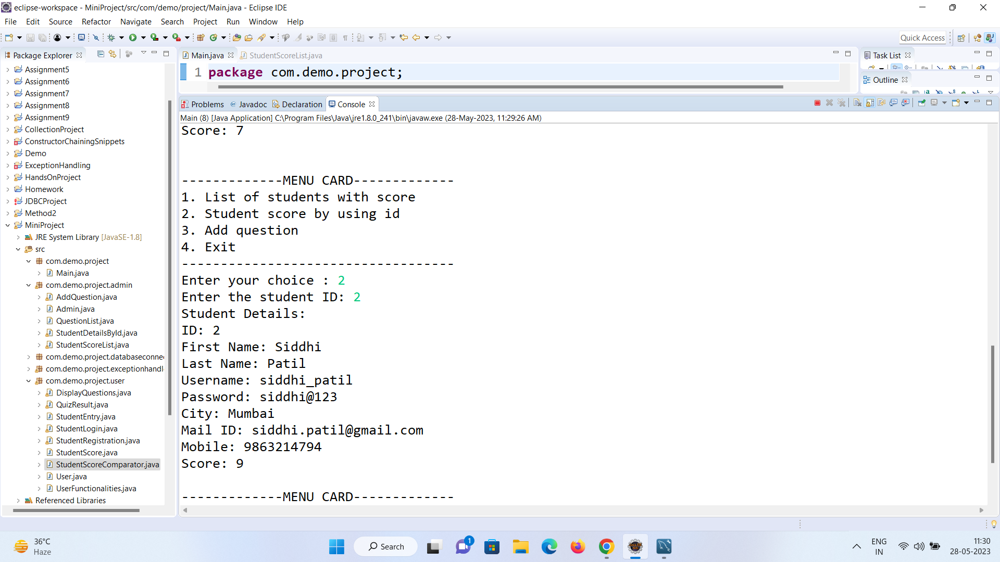 eclipse-workspace - MiniProject/src/com/demo/project/Main.java - Eclipse IDE
File Edit Source Refactor Navigate Search Project Run Window Help
Quick Access
Package Explorer
Assignment5
Assignment6
Assignment7
Assignment8
Assignment9
CollectionProject
ConstructorChainingSnippets
Demo
ExceptionHandling
HandsOnProject
Homework
JDBCProject
Method2
MiniProject
JRE System Library [JavaSE-1.8]
src
com.demo.project
Main.java
com.demo.project.admin
AddQuestion.java
Admin.java
QuestionList.java
StudentDetailsById.java
StudentScoreList.java
com.demo.project.databaseconne
com.demo.project.exceptionhandl
com.demo.project.user
DisplayQuestions.java
QuizResult.java
StudentEntry.java
StudentLogin.java
StudentRegistration.java
StudentScore.java
StudentScoreComparator.java
User.java
UserFunctionalities.java
Referenced Libraries
Main.java StudentScoreList.java
1 package com.demo.project;
Task List
Outline
Problems @ Javadoc Declaration Console
Main (8) [Java Application] C:\Program Files\Java\jre1.8.0_241\bin\javaw.exe (28-May-2023, 11:29:26 AM)
Score: 7
-------------MENU CARD-------------
1. List of students with score
2. Student score by using id
3. Add question
4. Exit
-----------------------------------
Enter your choice : 2
Enter the student ID: 2
Student Details:
ID: 2
First Name: Siddhi
Last Name: Patil
Username: siddhi_patil
Password: siddhi@123
City: Mumbai
Mail ID: siddhi.patil@gmail.com
Mobile: 9863214794
Score: 9
-------------MENU CARD-------------
36°C
Haze
Search
1
ENG
IN
11:30
28-05-2023